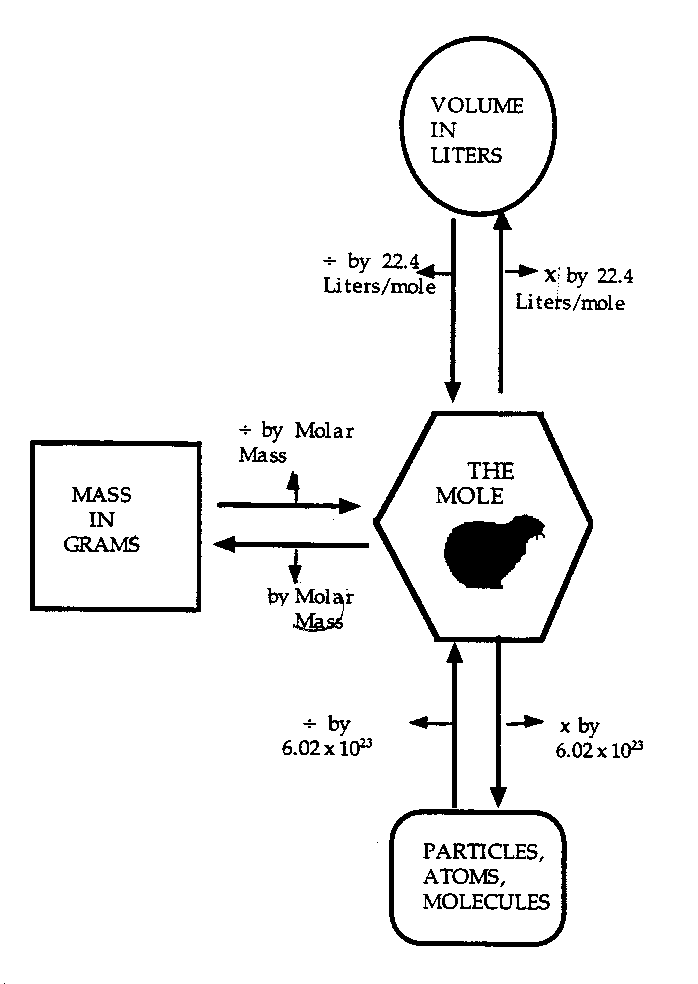 VOLUME
IN
LITERS
÷ by 22.4
Liters/mole
x by 22.4
Liters/mole
÷ by Molar
Mass
THE
MOLE
MASS
IN
GRAMS
by Molar
Mass
÷ by
6.02 x 10²³
x by
6.02 x 10²³
PARTICLES,
ATOMS,
MOLECULES